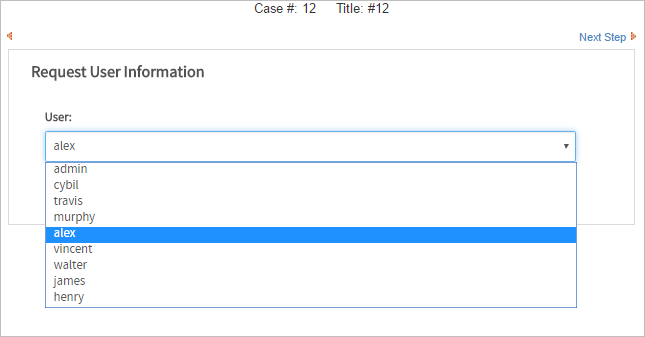 Case #: 12 Title: #12
Next Step
Request User Information
User:
alex
admin
cybil
travis
murphy
alex
vincent
walter
james
henry